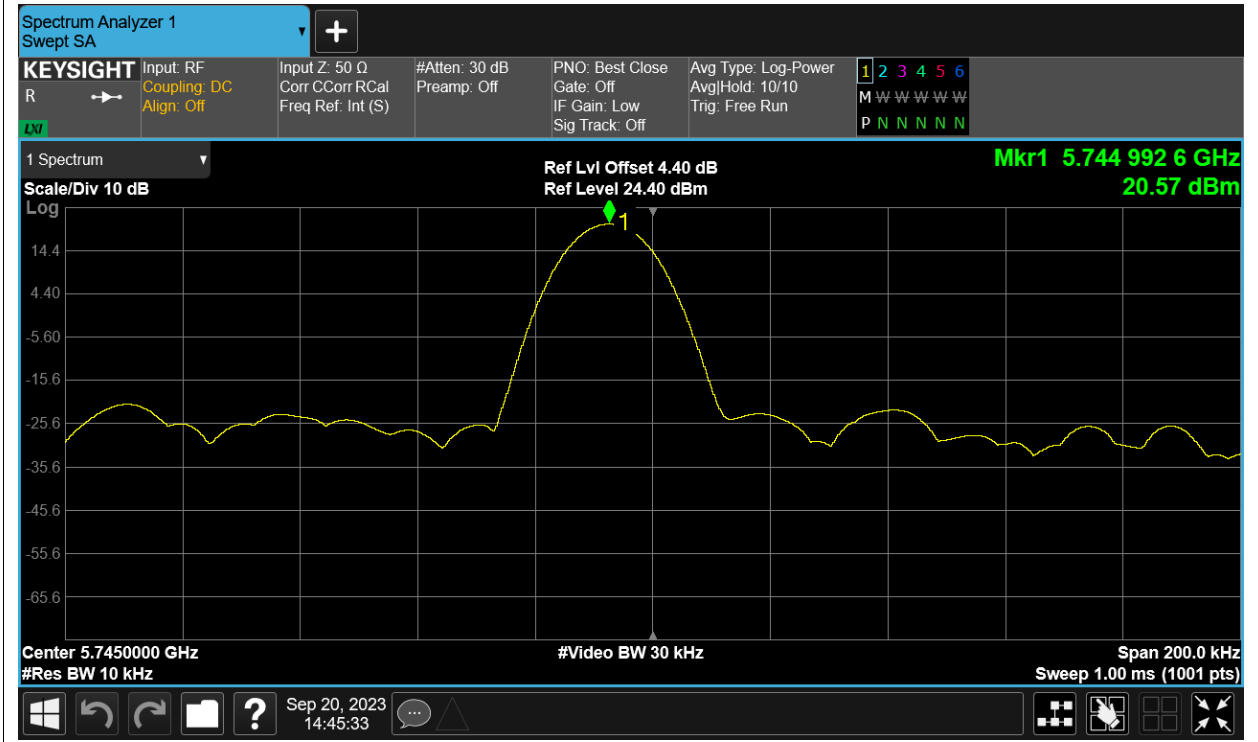 Spectrum Analyzer 1
Swept SA
KEYSIGHT
R
LXI
Input: RF
Coupling: DC
Align: Off
Input Z: 50 Ω
Corr CCorr RCal
Freq Ref: Int (S)
#Atten: 30 dB
Preamp: Off
PNO: Best Close
Gate: Off
IF Gain: Low
Sig Track: Off
Avg Type: Log-Power
Avg|Hold: 10/10
Trig: Free Run
1 2 3 4 5 6
M W W W W W W
P N N N N N N
1 Spectrum
Scale/Div 10 dB
Log
Ref Lvl Offset 4.40 dB
Ref Level 24.40 dBm
Mkr1 5.744 992 6 GHz
20.57 dBm
1
14.4
4.40
-5.60
-15.6
-25.6
-35.6
-45.6
-55.6
-65.6
Center 5.7450000 GHz
#Res BW 10 kHz
#Video BW 30 kHz
Span 200.0 kHz
Sweep 1.00 ms (1001 pts)
?
Sep 20, 2023
14:45:33